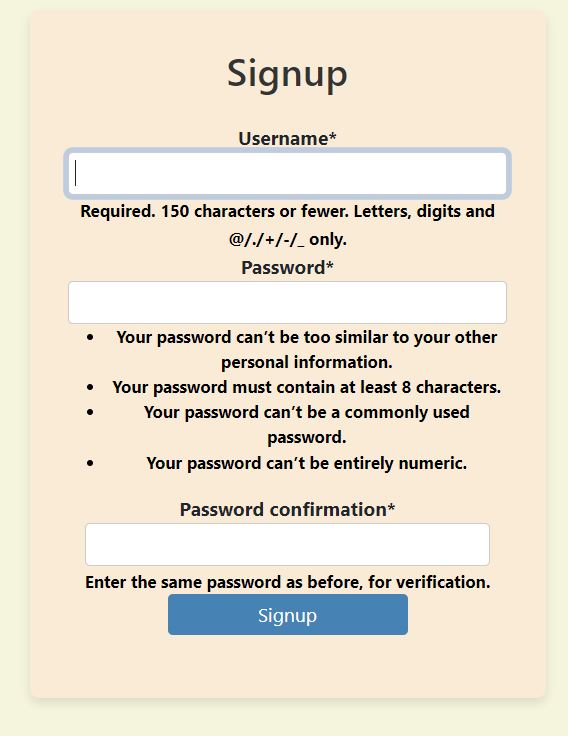 Signup
Username*
Required. 150 characters or fewer. Letters, digits and
@/./+/-/_ only.
Password*
• Your password can’t be too similar to your other
personal information.
• Your password must contain at least 8 characters.
• Your password can’t be a commonly used
password.
• Your password can’t be entirely numeric.
Password confirmation*
Enter the same password as before, for verification.
Signup